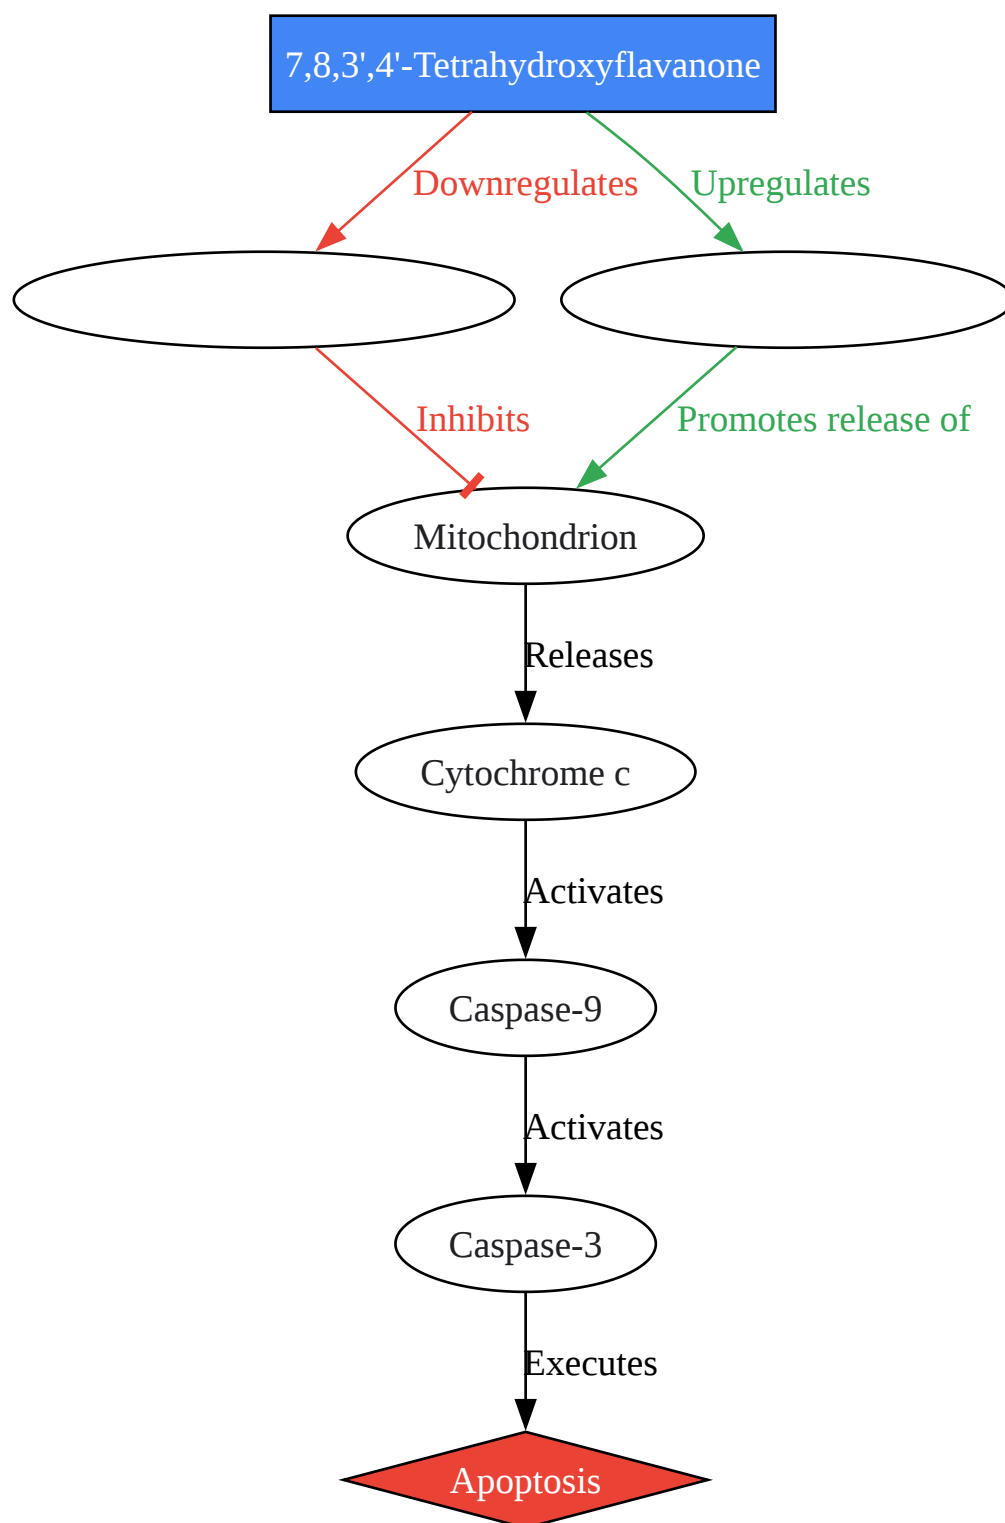 7,8,3',4'-Tetrahydroxyflavanone
Downregulates
Upregulates
Inhibits
Promotes release of
Mitochondrion
Releases
Cytochrome c
Activates
Caspase-9
Activates
Caspase-3
Executes
Apoptosis